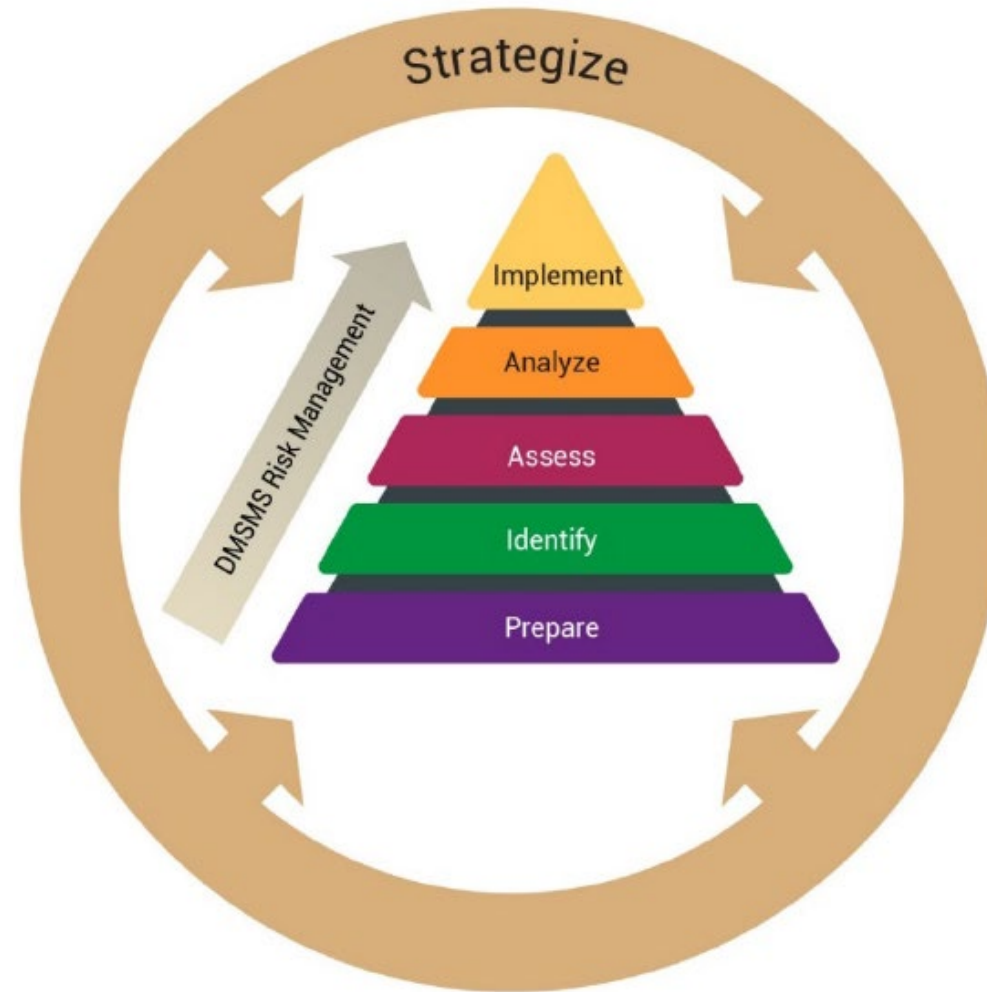 Strategize
DMSMS Risk Management
Implement
Analyze
Assess
Identify
Prepare